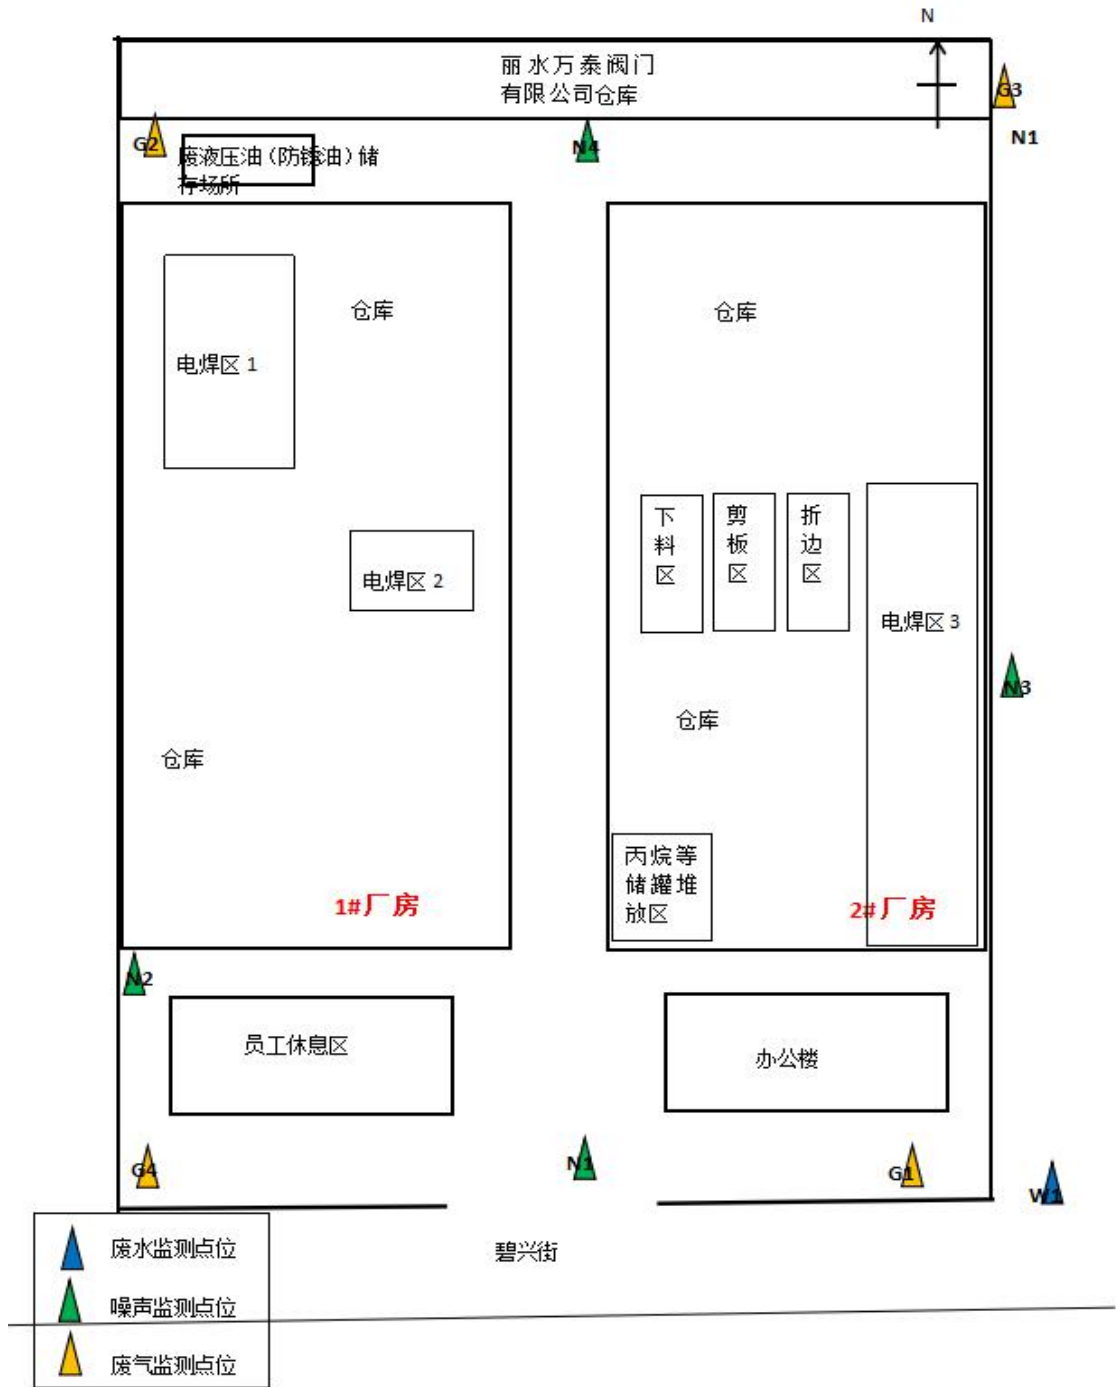 N
丽水万泰阀门
有限公司仓库
G3
N1
G2
N4
废液压油（防锈油）储
存场所
仓库
仓库
电焊区 1
下料区
剪板区
折边区
电焊区 2
电焊区 3
N3
仓库
仓库
丙烷等
储罐堆
放区
1#厂房
2#厂房
N2
员工休息区
办公楼
G4
N1
G1
W1
废水监测点位
碧兴街
噪声监测点位
废气监测点位